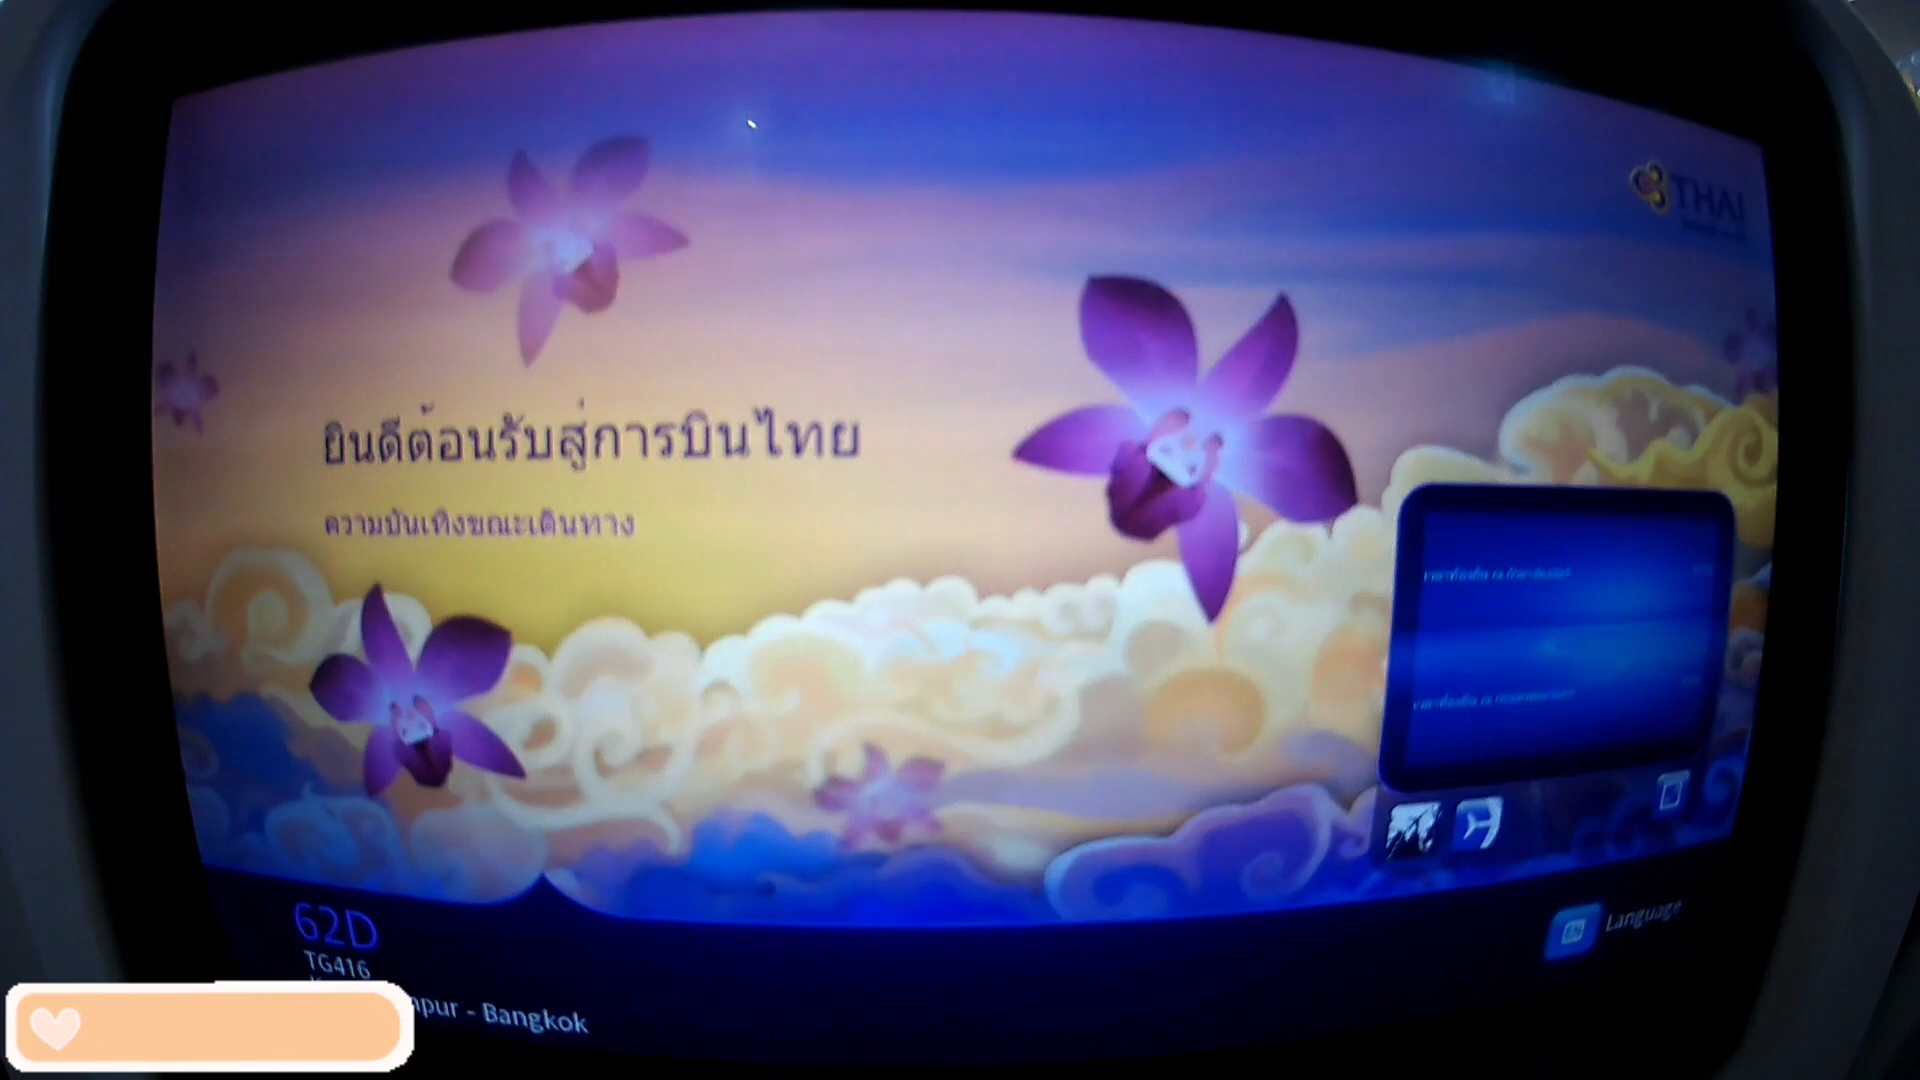 THAI
ยินดีต้อนรับสู่การบินไทย
ความบันเทิงขณะเดินทาง
62D
TG416
Language
- Bangkok